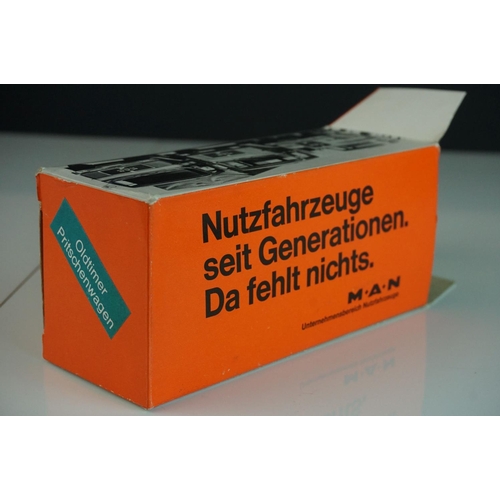 Oldtimer
Pritschenwagen
Nutzfahrzeuge
seit Generationen.
Da fehlt nichts.
M·A·N
Unternehmensbereich Nutzfahrzeuge